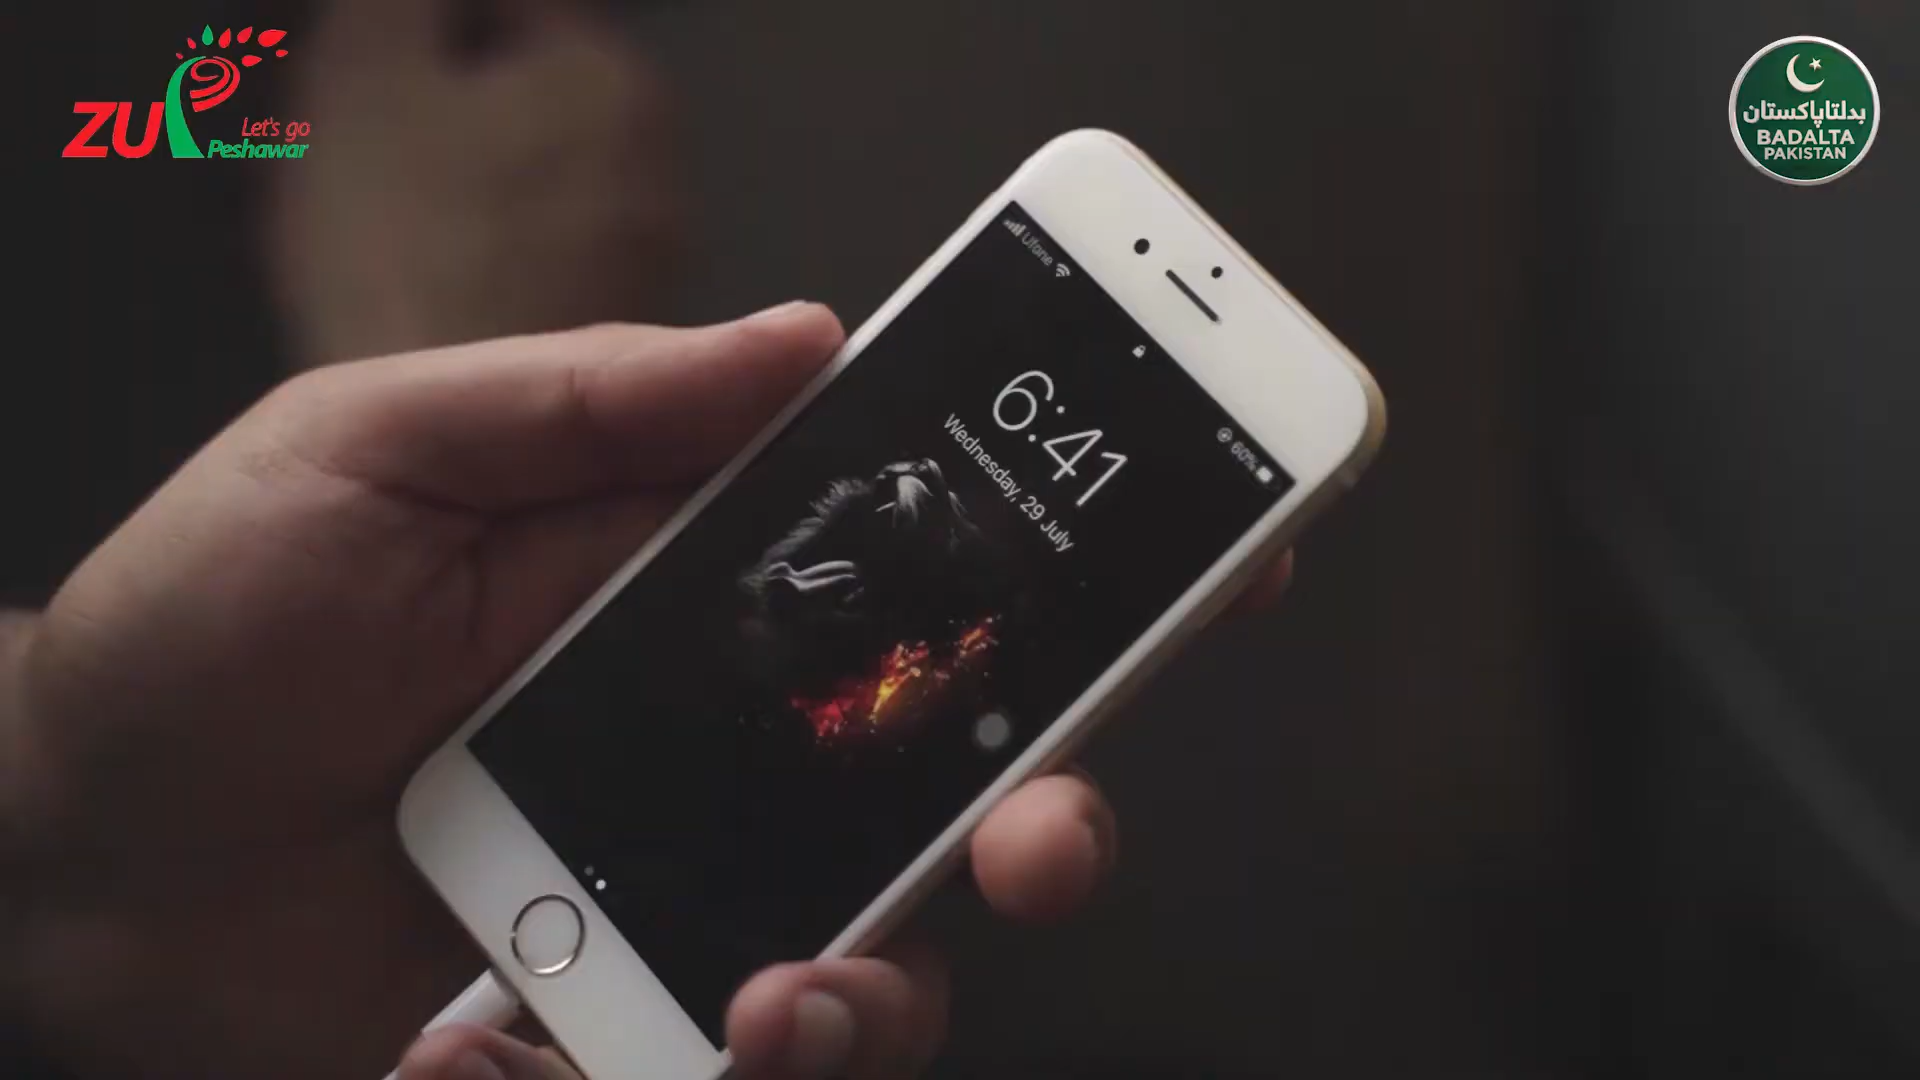 ZU
Let's go
Peshawar
بدلتاپاکستان
BADALTA
PAKISTAN
Ufone
60%
6:41
Wednesday, 29 July